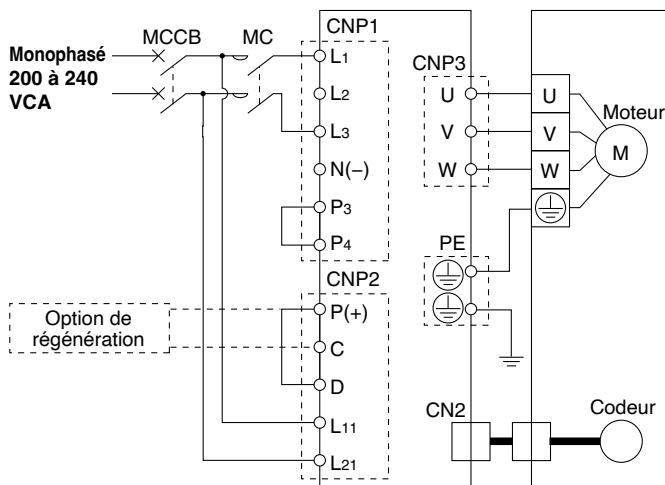 Monophasé
200 à 240
VCA
MCCB
MC
CNP1
L1
L2
L3
N(−)
P3
P4
CNP2
P(+)
C
D
L11
L21
Option de
régénération
CNP3
U
V
W
PE
CN2
U
V
W
Moteur
M
Codeur